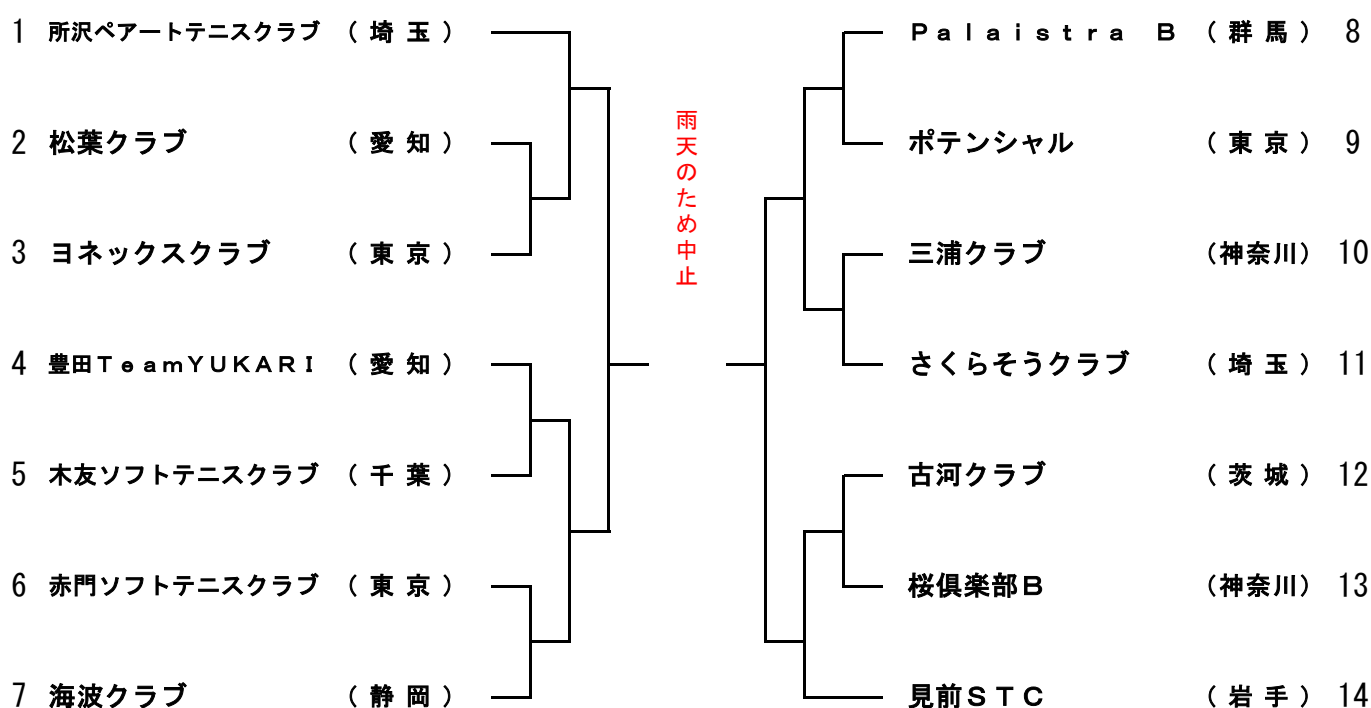 1 所沢ペアートテニスクラブ （埼玉）
2 松葉クラブ （愛知）
3 ヨネックスクラブ （東京）
4 豊田ＴｅａｍＹＵＫＡＲＩ （愛知）
5 木友ソフトテニスクラブ （千葉）
6 赤門ソフトテニスクラブ （東京）
7 海波クラブ （静岡）
雨天のため中止
Ｐａｌａｉｓｔｒａ　Ｂ （群馬） 8
ポテンシャル （東京） 9
三浦クラブ （神奈川） 10
さくらそうクラブ （埼玉） 11
古河クラブ （茨城） 12
桜倶楽部Ｂ （神奈川） 13
見前ＳＴＣ （岩手） 14